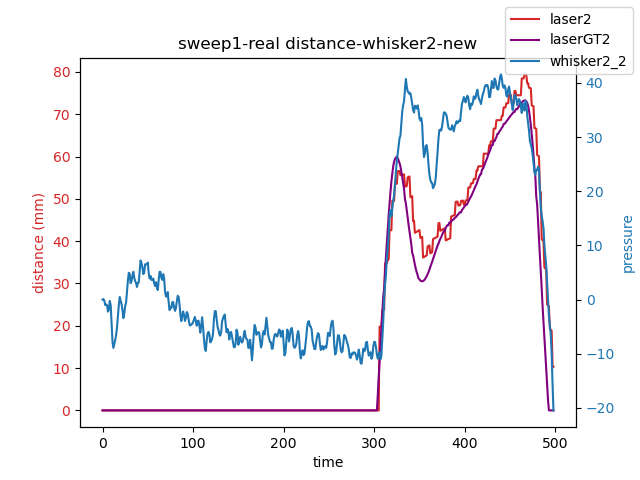 sweep1-real distance-whisker2-new
laser2
laserGT2
whisker2_2
80
70
60
50
40
30
20
10
0
distance (mm)
40
30
20
10
0
−10
−20
pressure
0 100 200 300 400 500
time